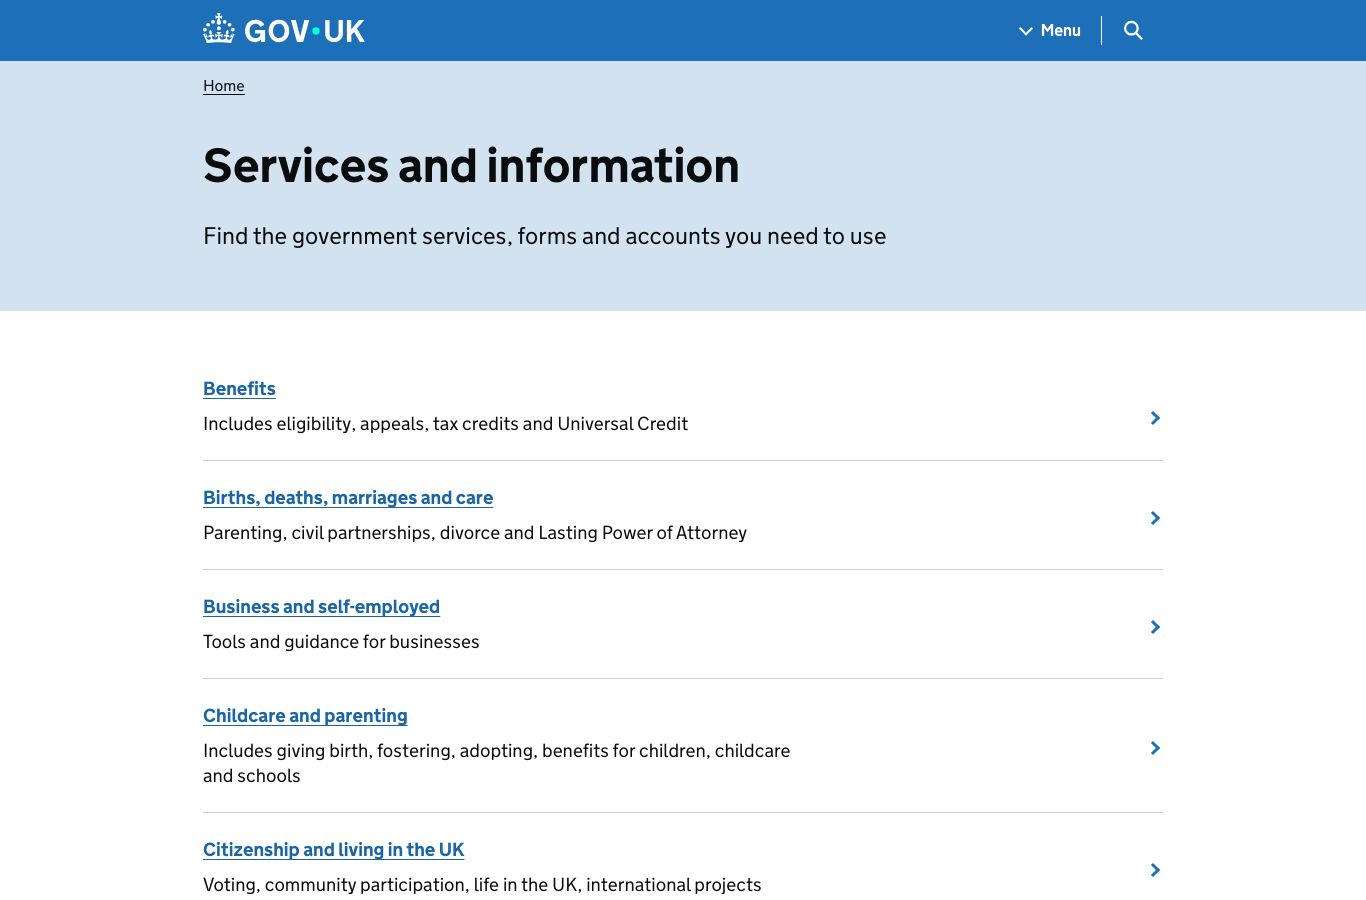 GOV·UK
Menu
Home
Services and information
Find the government services, forms and accounts you need to use
Benefits
Includes eligibility, appeals, tax credits and Universal Credit
Births, deaths, marriages and care
Parenting, civil partnerships, divorce and Lasting Power of Attorney
Business and self-employed
Tools and guidance for businesses
Childcare and parenting
Includes giving birth, fostering, adopting, benefits for children, childcare
and schools
Citizenship and living in the UK
Voting, community participation, life in the UK, international projects